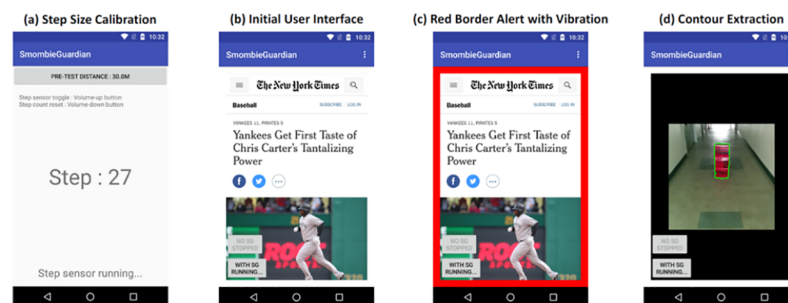 (a) Step Size Calibration
10:32
SmombieGuardian
PRE-TEST DISTANCE : 30.0M
Step sensor toggle : Volume-up button
Step count reset : Volume-down button
Step : 27
Step sensor running...
(b) Initial User Interface
10:32
SmombieGuardian
The New York Times
Baseball
SUBSCRIBE
LOG IN
YANKEES 11, PIRATES 5
Yankees Get First Taste of
Chris Carter's Tantalizing
Power
NO SG
STOPPED
WITH SG
RUNNING...
(c) Red Border Alert with Vibration
10:32
SmombieGuardian
The New York Times
Baseball
SUBSCRIBE
LOG IN
YANKEES 11, PIRATES 5
Yankees Get First Taste of
Chris Carter's Tantalizing
Power
NO SG
STOPPED
WITH SG
RUNNING...
(d) Contour Extraction
SmombieGuardian
NO SG
STOPPED
WITH SG
RUNNING...